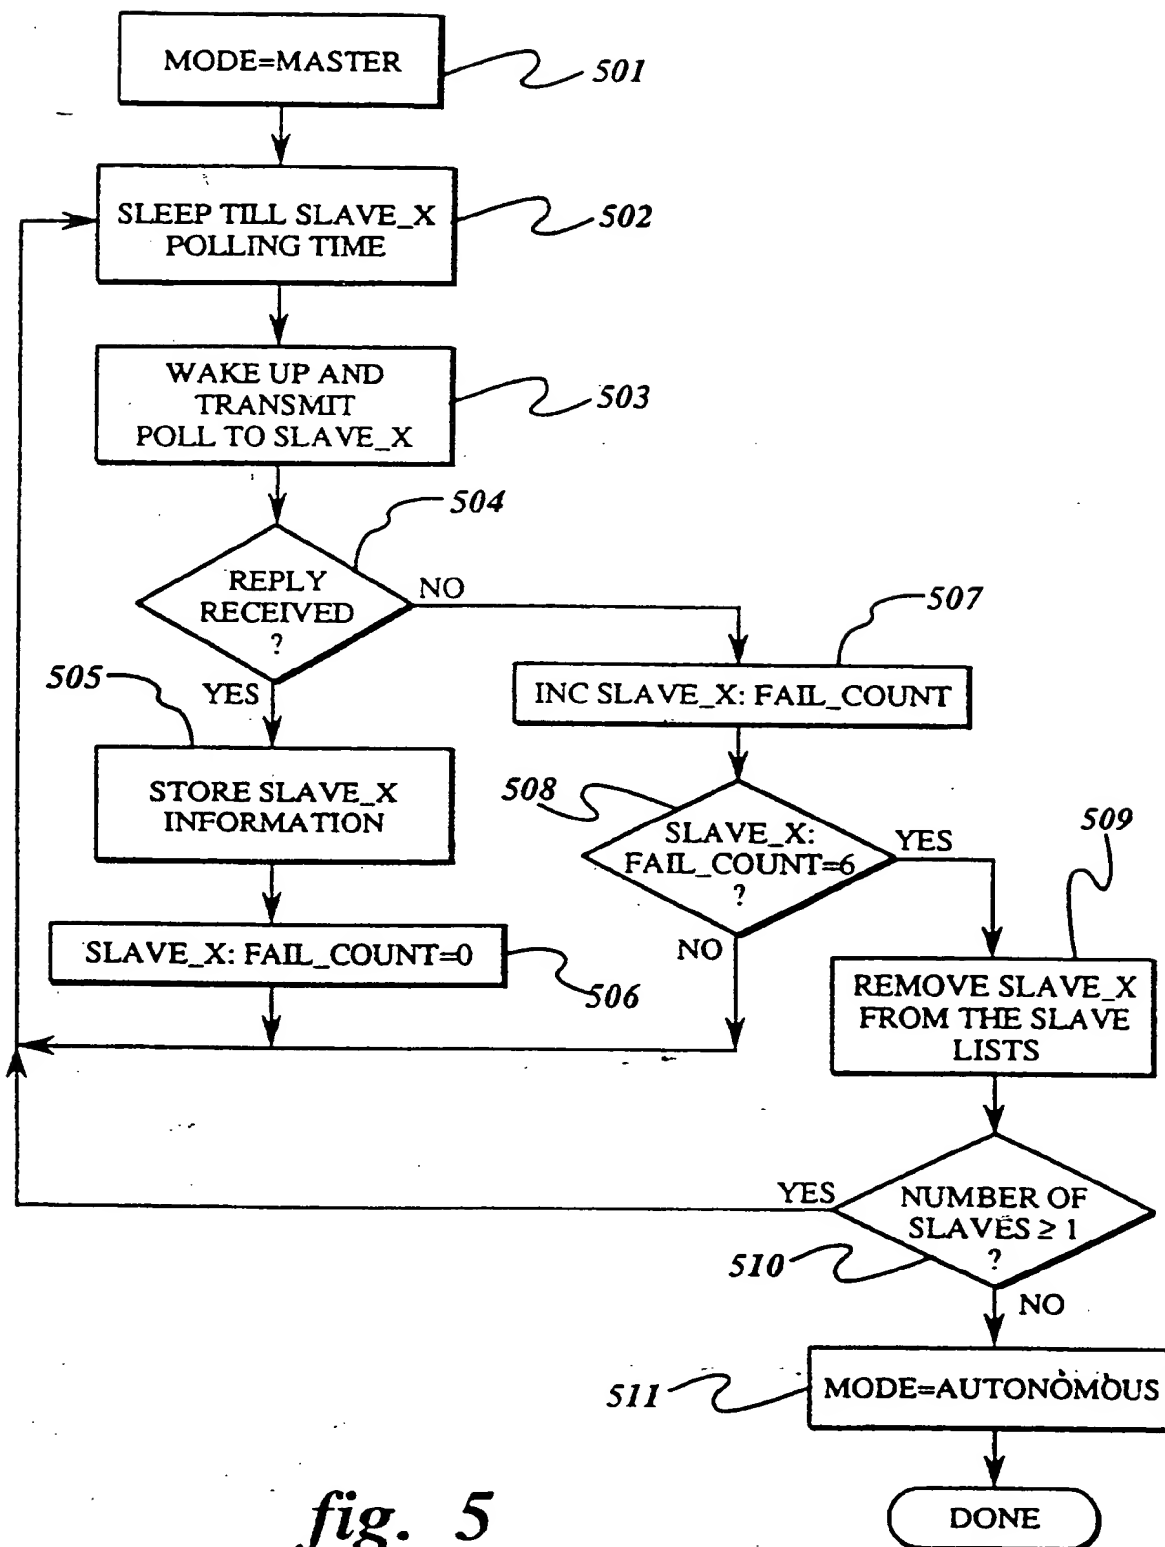 MODE=MASTER
501
SLEEP TILL SLAVE_X
POLLING TIME
502
WAKE UP AND
TRANSMIT
POLL TO SLAVE_X
503
504
REPLY
RECEIVED
?
NO
YES
505
STORE SLAVE_X
INFORMATION
SLAVE_X: FAIL_COUNT=0
506
507
INC SLAVE_X: FAIL_COUNT
508
SLAVE_X:
FAIL_COUNT=6
?
YES
NO
509
REMOVE SLAVE_X
FROM THE SLAVE
LISTS
YES
NUMBER OF
SLAVES ≥ 1
?
510
NO
511
MODE=AUTONOMOUS
DONE
fig. 5